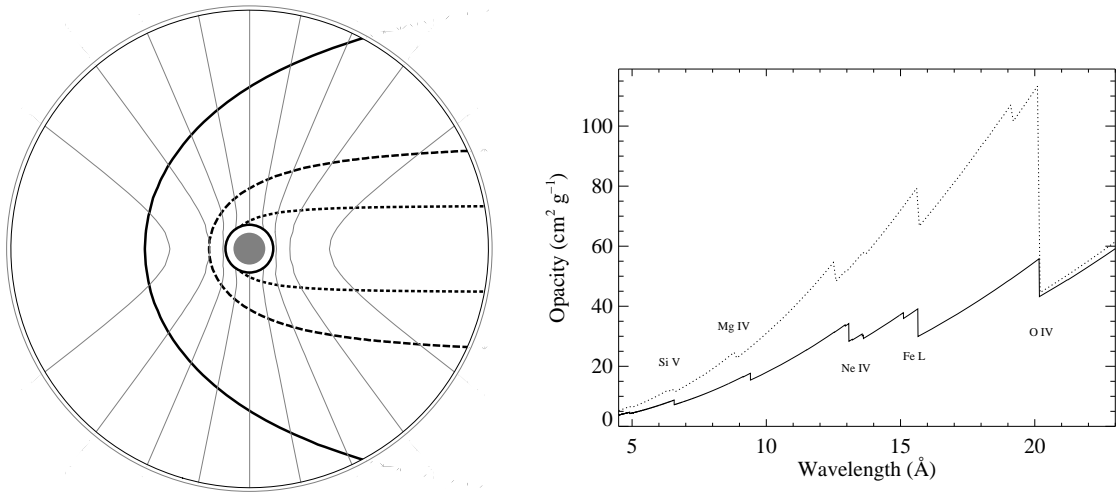 100
80
60
40
20
0
Opacity (cm² g⁻¹)
Si V
Mg IV
Ne IV
Fe L
O IV
5 10 15 20
Wavelength (Å)